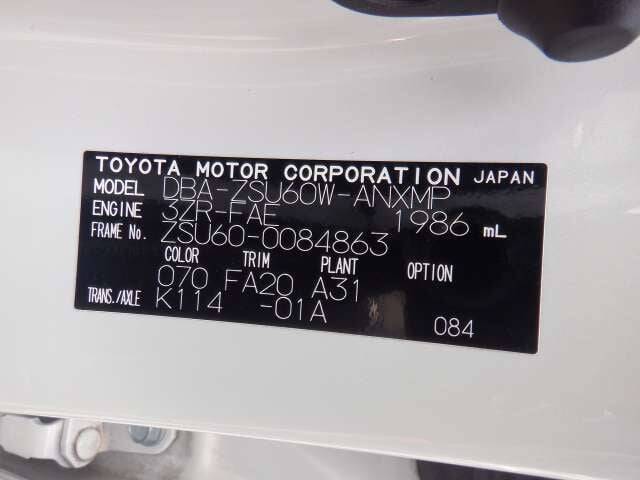 TOYOTA MOTOR CORPORATION JAPAN
MODEL DBA-ZSU60W-ANXMP
ENGINE 3ZR-FAE 1986 mL
FRAME No. ZSU60-0084863
COLOR TRIM PLANT OPTION
070 FA20 A31
TRANS./AXLE K114 -01A
084